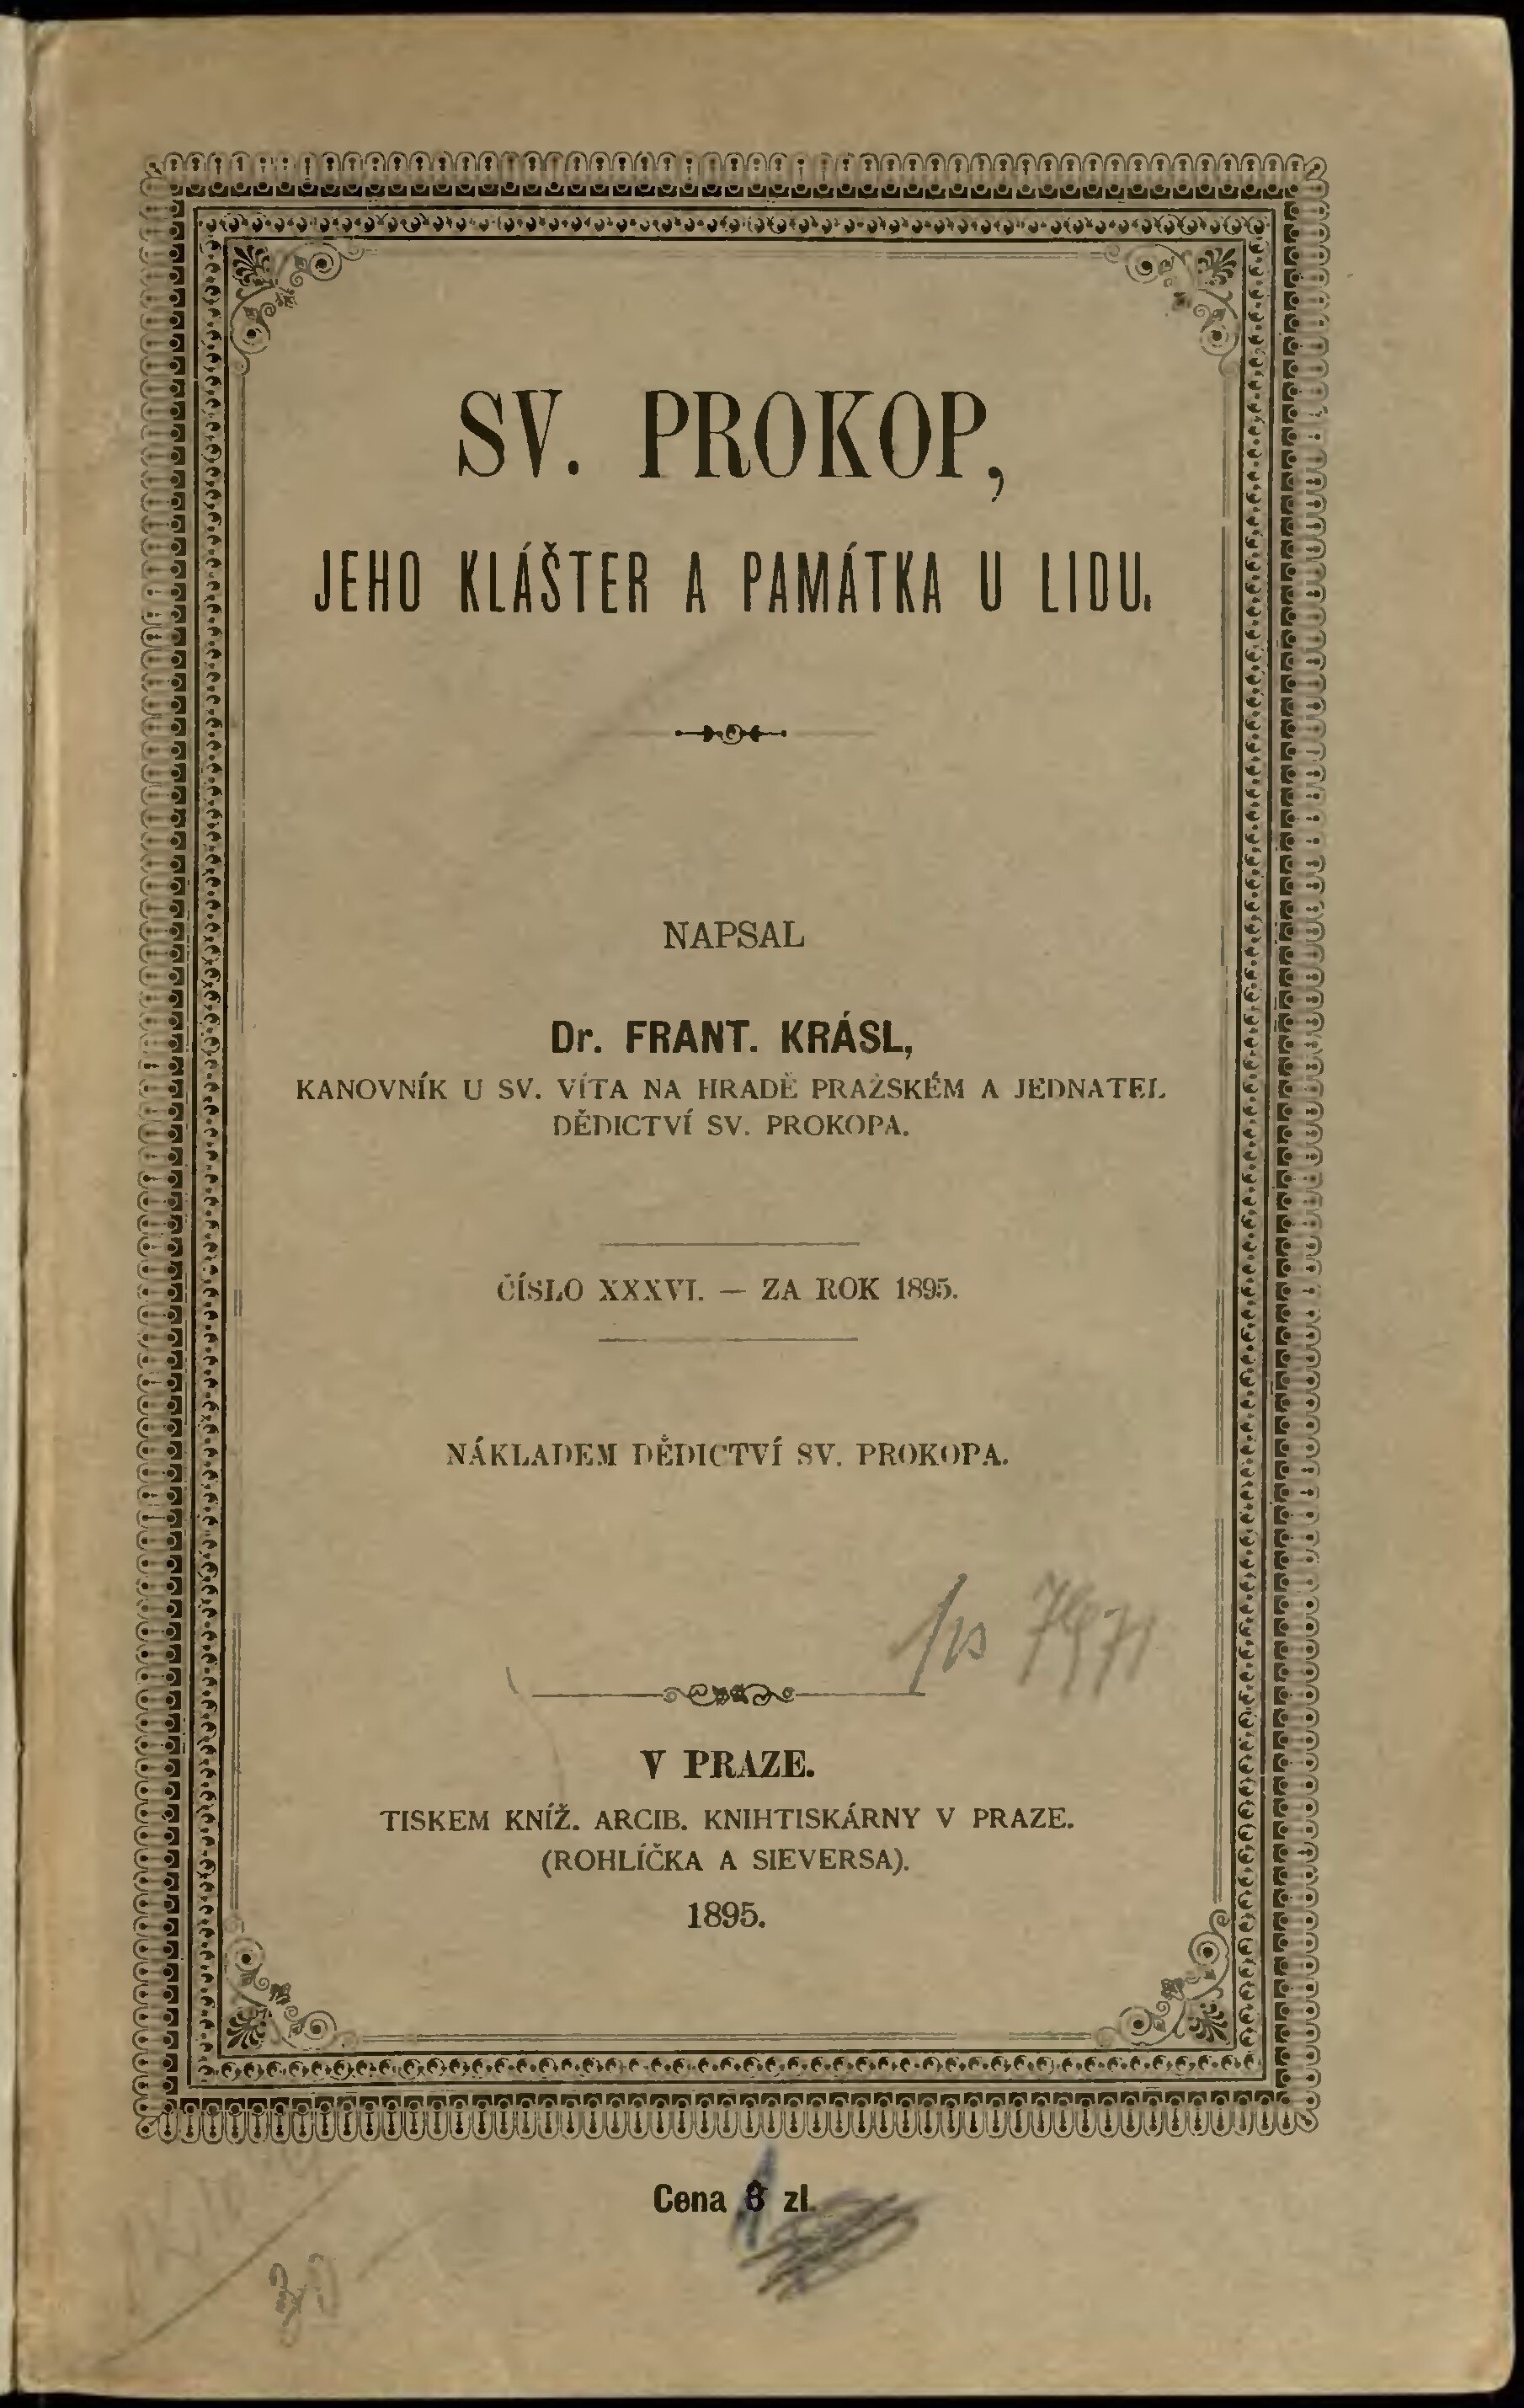 SV. PROKOP,
JEHO KLÁŠTER A PAMÁTKA U LIDU.
NAPSAL
Dr. FRANT. KRÁSL,
KANOVNÍK U SV. VÍTA NA HRADĚ PRAŽSKÉM A JEDNATEL
DĚDICTVÍ SV. PROKOPA.
ČÍSLO XXXVI. — ZA ROK 1895.
NÁKLADEM DĚDICTVÍ SV. PROKOPA.
V PRAZE.
TISKEM KNÍŽ. ARCIB. KNIHTISKÁRNY V PRAZE.
(ROHLÍČKA A SIEVERSA).
1895.
Cena zl.